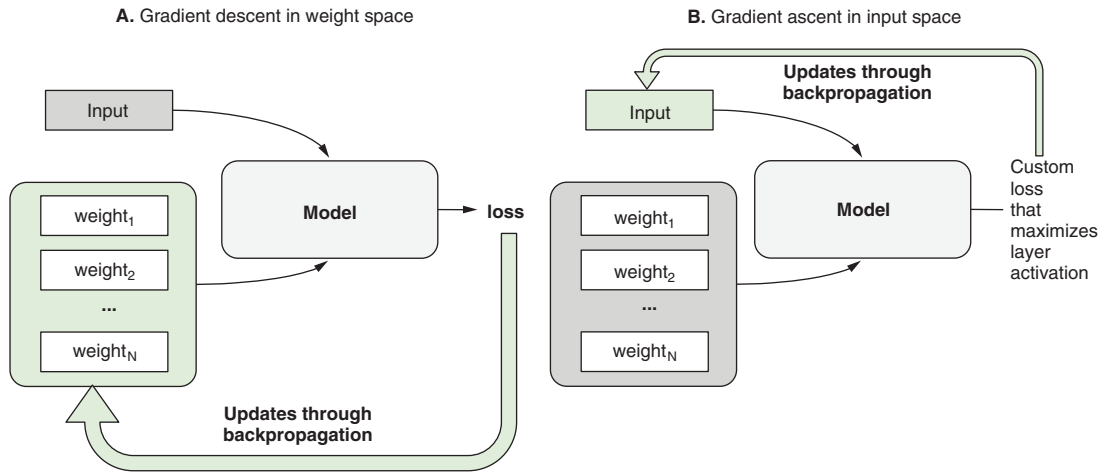 A. Gradient descent in weight space
Input
Model
weight1
weight2
...
weightN
loss
Updates through
backpropagation
B. Gradient ascent in input space
Updates through
backpropagation
Input
Model
weight1
weight2
...
weightN
Custom
loss
that
maximizes
layer
activation